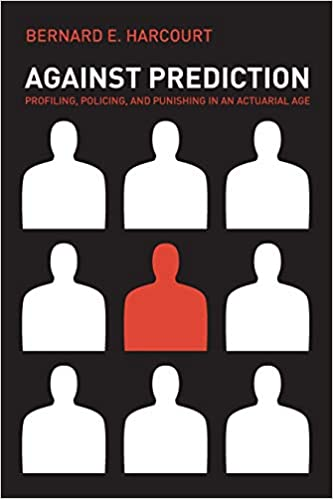 BERNARD E. HARCOURT
AGAINST PREDICTION
PROFILING, POLICING, AND PUNISHING IN AN ACTUARIAL AGE